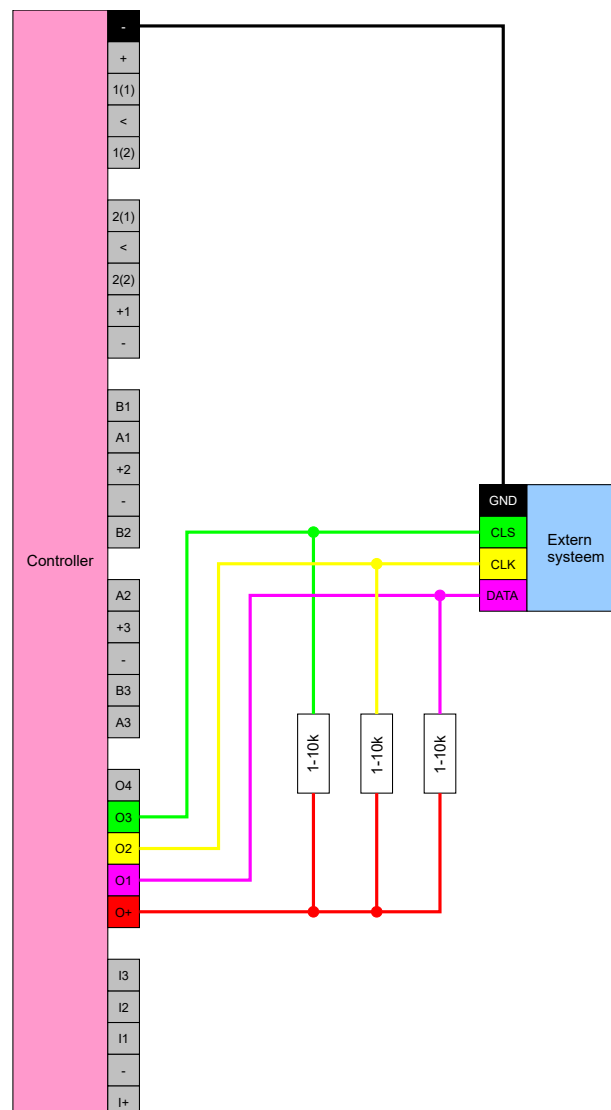 -
+
1(1)
<
1(2)
2(1)
<
2(2)
+1
-
B1
A1
+2
-
B2
Controller
A2
+3
-
B3
A3
O4
O3
O2
O1
O+
I3
I2
I1
-
I+
GND
CLS
CLK
DATA
Extern
systeem
1-10k
1-10k
1-10k